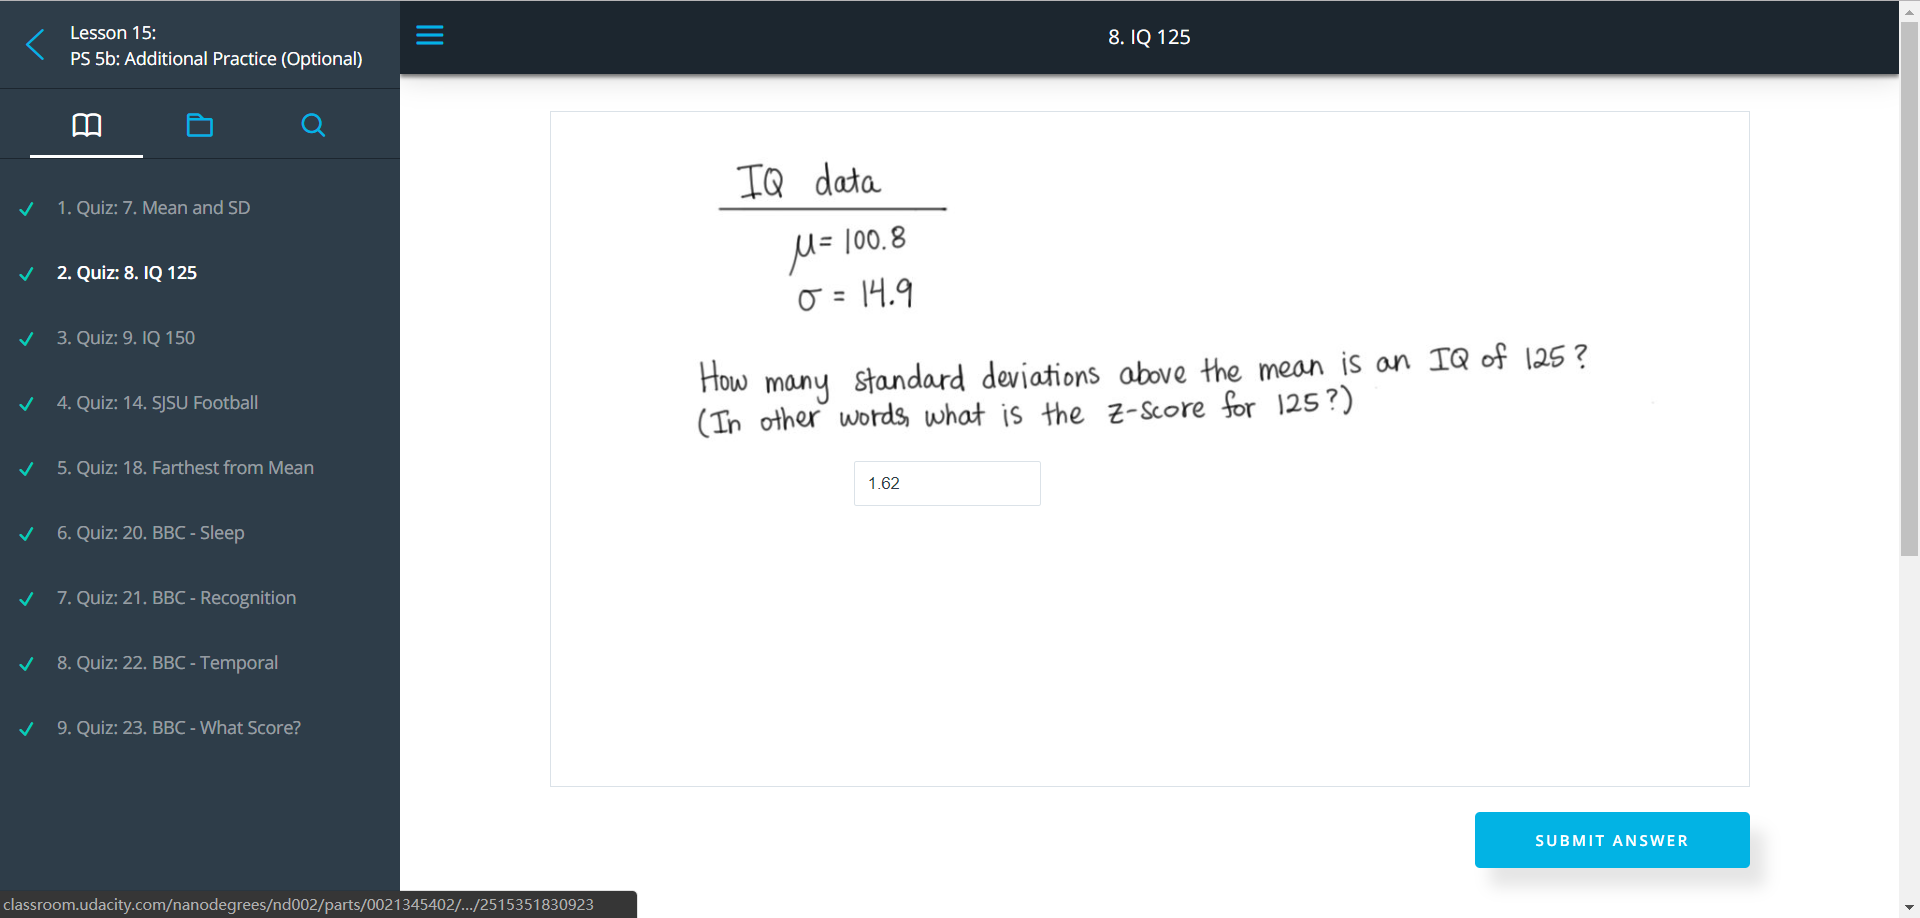 Lesson 15:
PS 5b: Additional Practice (Optional)
8. IQ 125
1. Quiz: 7. Mean and SD
2. Quiz: 8. IQ 125
3. Quiz: 9. IQ 150
4. Quiz: 14. SJSU Football
5. Quiz: 18. Farthest from Mean
6. Quiz: 20. BBC - Sleep
7. Quiz: 21. BBC - Recognition
8. Quiz: 22. BBC - Temporal
9. Quiz: 23. BBC - What Score?
IQ data
μ = 100.8
σ = 14.9
How many standard deviations above the mean is an IQ of 125?
(In other words, what is the z-score for 125?)
1.62
SUBMIT ANSWER
classroom.udacity.com/nanodegrees/nd002/parts/0021345402/.../2515351830923